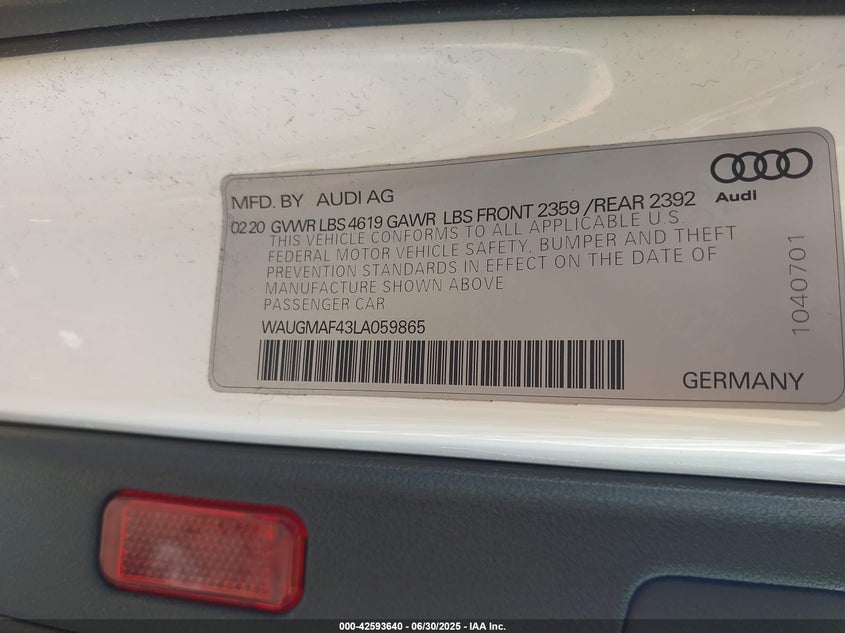 MFD. BY AUDI AG
Audi
02 20 GVWR LBS 4619 GAWR LBS FRONT 2359 / REAR 2392
THIS VEHICLE CONFORMS TO ALL APPLICABLE U.S.
FEDERAL MOTOR VEHICLE SAFETY, BUMPER AND THEFT
PREVENTION STANDARDS IN EFFECT ON THE DATE OF
MANUFACTURE SHOWN ABOVE
PASSENGER CAR
WAUGMAF43LA059865
GERMANY
1040701
000-42593640 - 06/30/2025 - IAA Inc.